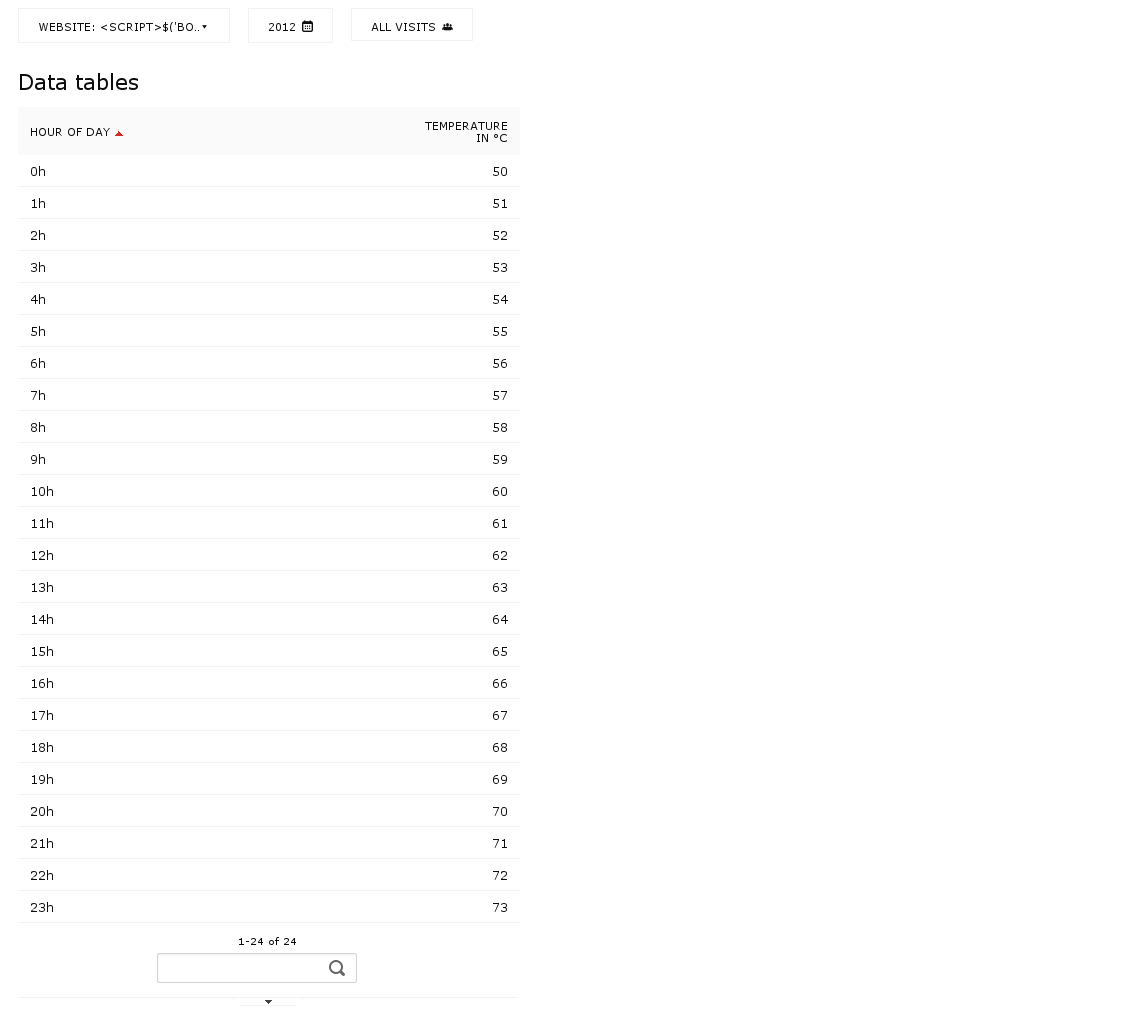 WEBSITE: <SCRIPT>$('BO.. 2012 ALL VISITS
Data tables
HOUR OF DAY TEMPERATURE IN °C
0h 50
1h 51
2h 52
3h 53
4h 54
5h 55
6h 56
7h 57
8h 58
9h 59
10h 60
11h 61
12h 62
13h 63
14h 64
15h 65
16h 66
17h 67
18h 68
19h 69
20h 70
21h 71
22h 72
23h 73
1-24 of 24